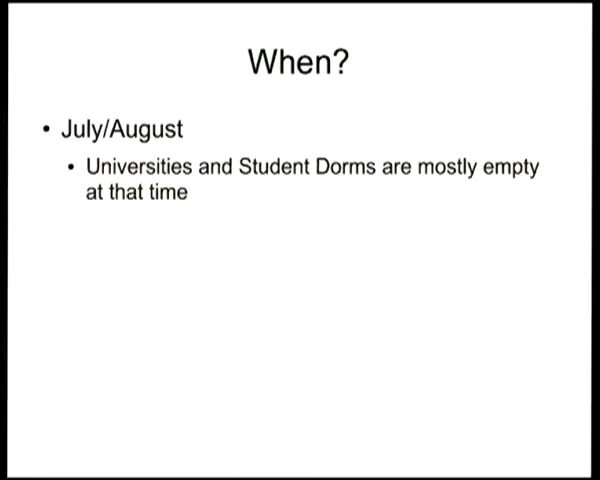 When?
• July/August
• Universities and Student Dorms are mostly empty
at that time